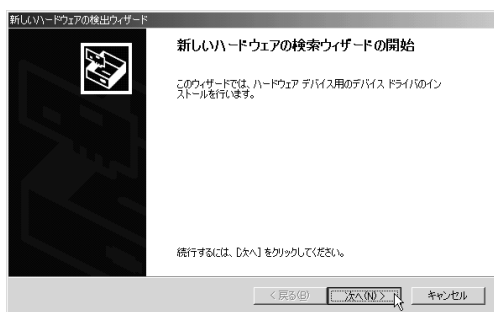 新しいハードウェアの検出ウィザード
新しいハードウェアの検索ウィザードの開始
このウィザードでは、ハードウェア デバイス用のデバイス ドライバのイン
ストールを行います。
続行するには、[次へ] をクリックしてください。
< 戻る(B)
次へ(N) >
キャンセル